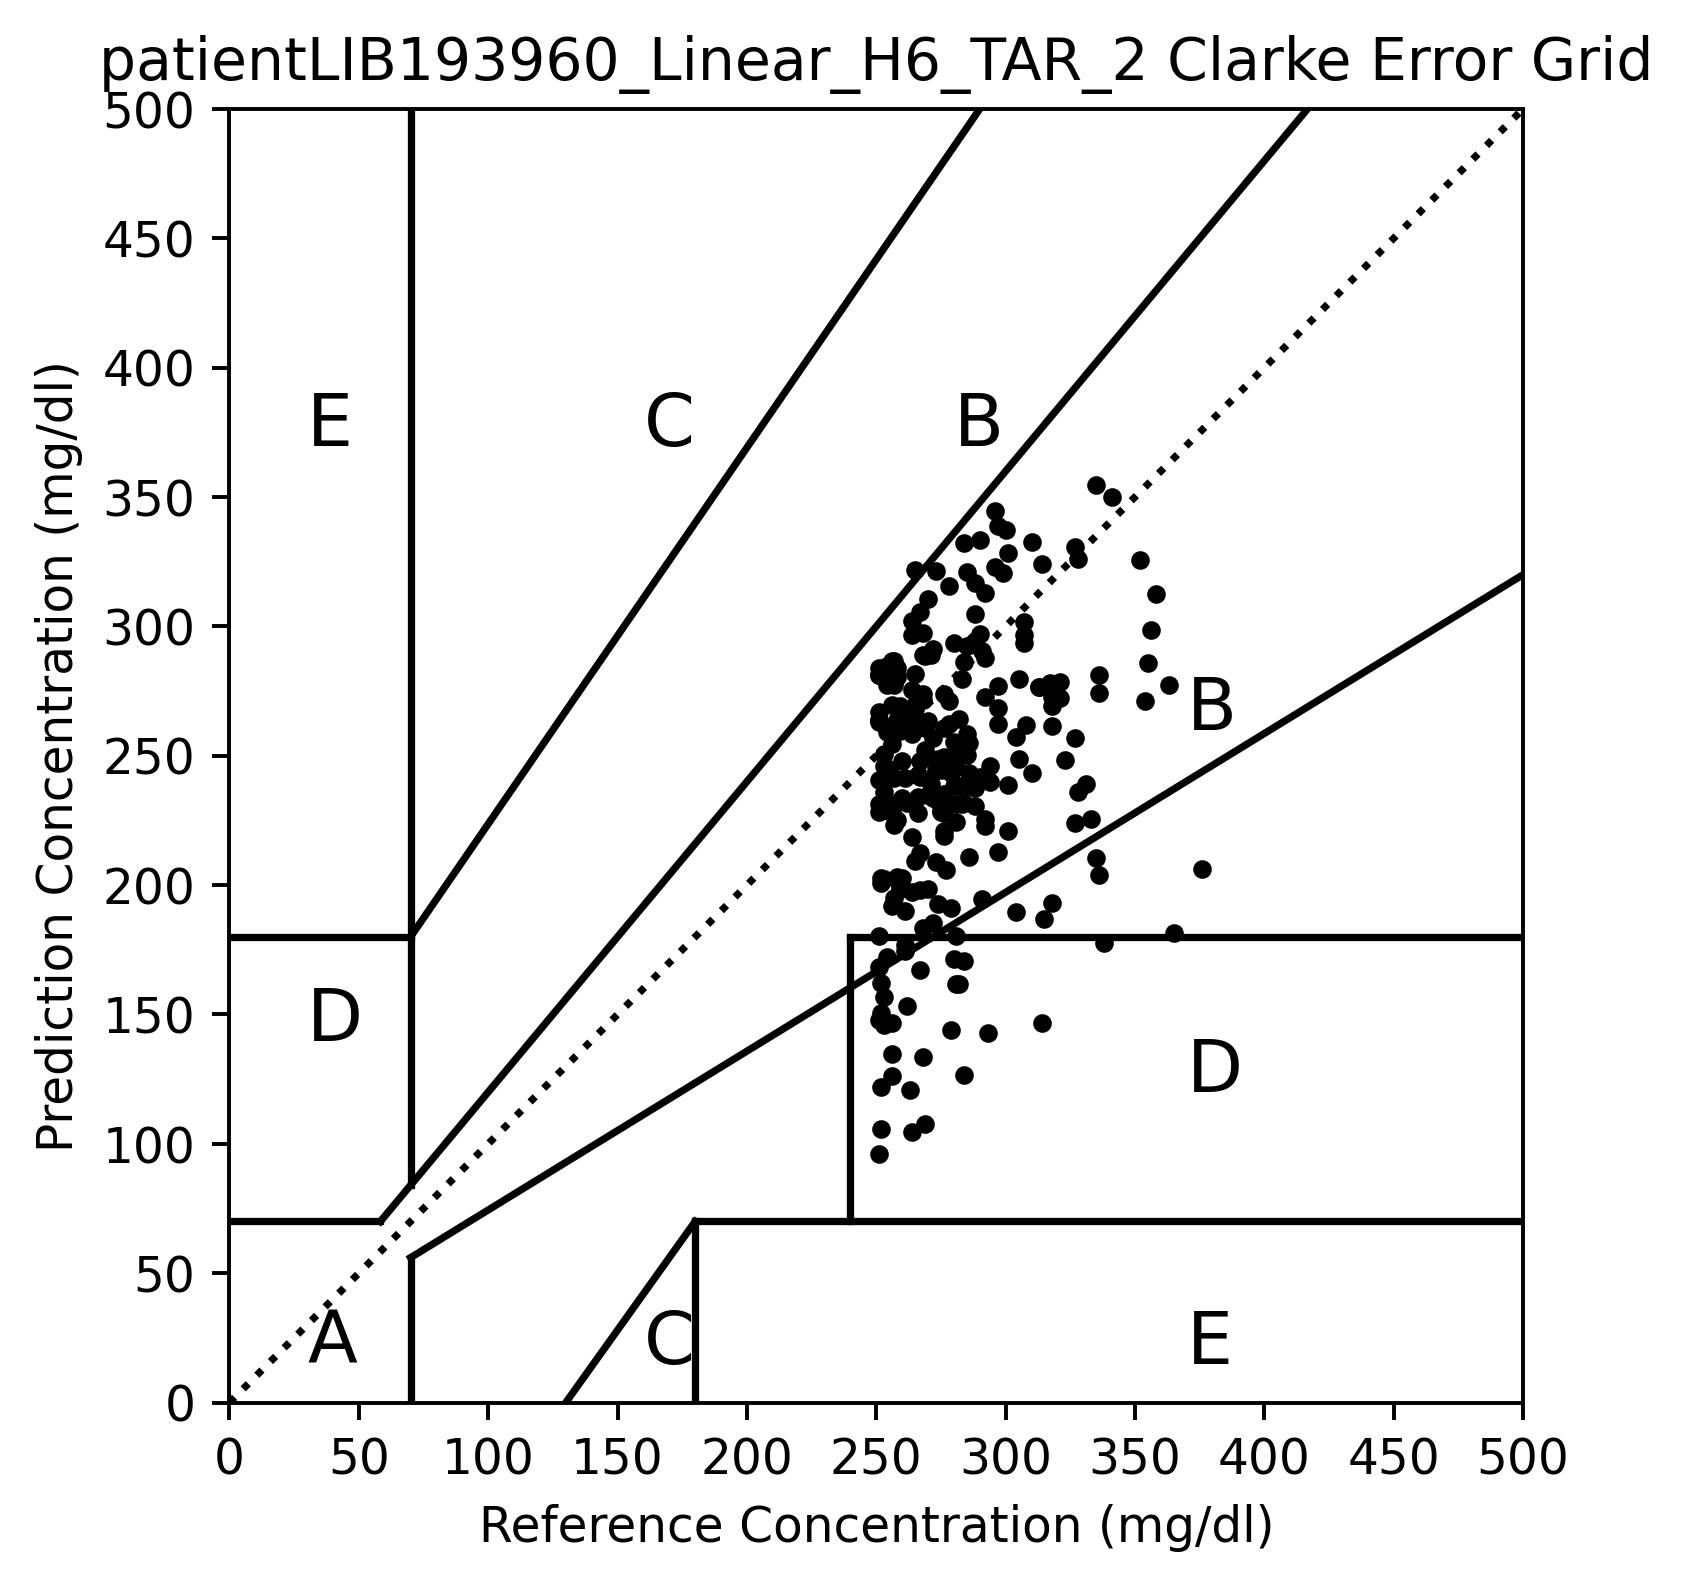 patientLIB193960_Linear_H6_TAR_2 Clarke Error Grid
Prediction Concentration (mg/dl)
500
450
400
350
300
250
200
150
100
50
0
E
C
B
B
D
D
A
C
E
0 50 100 150 200 250 300 350 400 450 500
Reference Concentration (mg/dl)